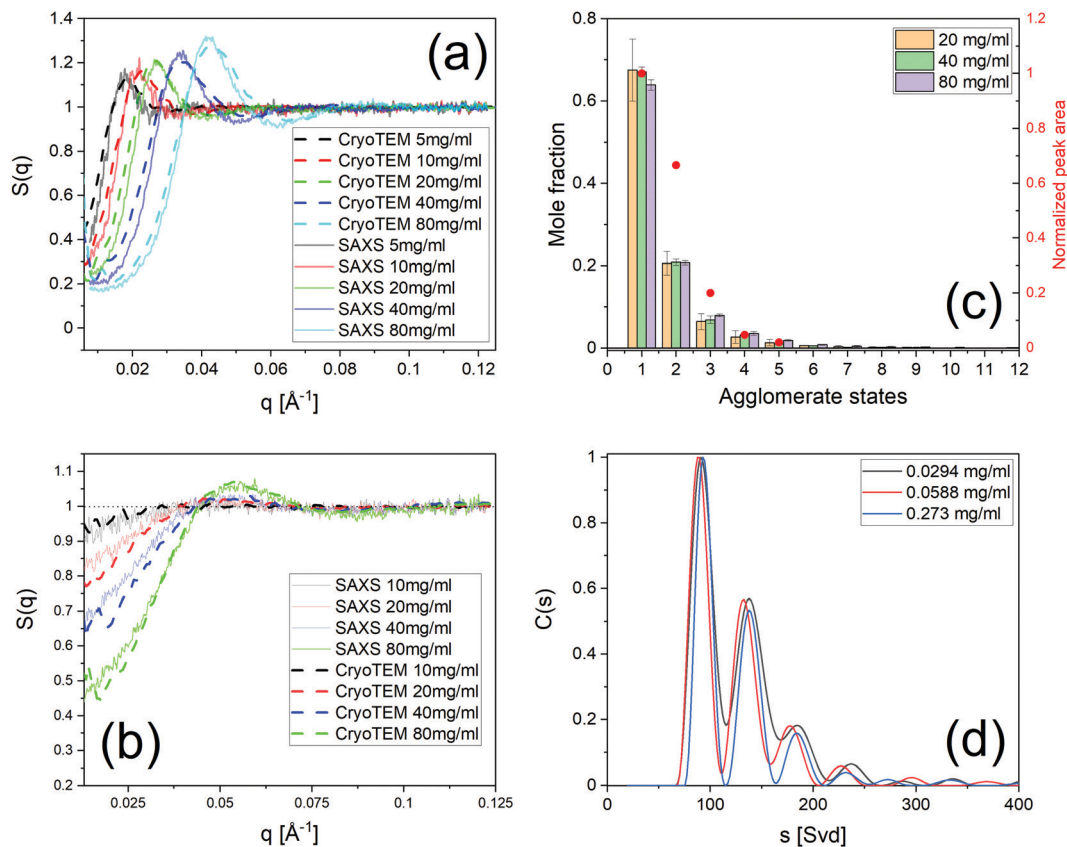 (a)
1.4
1.2
1
0.8
0.6
0.4
0.2
0
S(q)
CryoTEM 5mg/ml
CryoTEM 10mg/ml
CryoTEM 20mg/ml
CryoTEM 40mg/ml
CryoTEM 80mg/ml
SAXS 5mg/ml
SAXS 10mg/ml
SAXS 20mg/ml
SAXS 40mg/ml
SAXS 80mg/ml
0.02 0.04 0.06 0.08 0.10 0.12
q [Å-1]
(c)
0.8
0.6
0.4
0.2
0
Mole fraction
20 mg/ml
40 mg/ml
80 mg/ml
1.2
1
0.8
0.6
0.4
0.2
0
Normalized peak area
0 1 2 3 4 5 6 7 8 9 10 11 12
Agglomerate states
(b)
1.1
1.0
0.9
0.8
0.7
0.6
0.5
0.4
0.3
0.2
S(q)
SAXS 10mg/ml
SAXS 20mg/ml
SAXS 40mg/ml
SAXS 80mg/ml
CryoTEM 10mg/ml
CryoTEM 20mg/ml
CryoTEM 40mg/ml
CryoTEM 80mg/ml
0.025 0.05 0.075 0.1 0.125
q [Å-1]
(d)
1
0.8
0.6
0.4
0.2
0
C(s)
0.0294 mg/ml
0.0588 mg/ml
0.273 mg/ml
0 100 200 300 400
s [Svd]